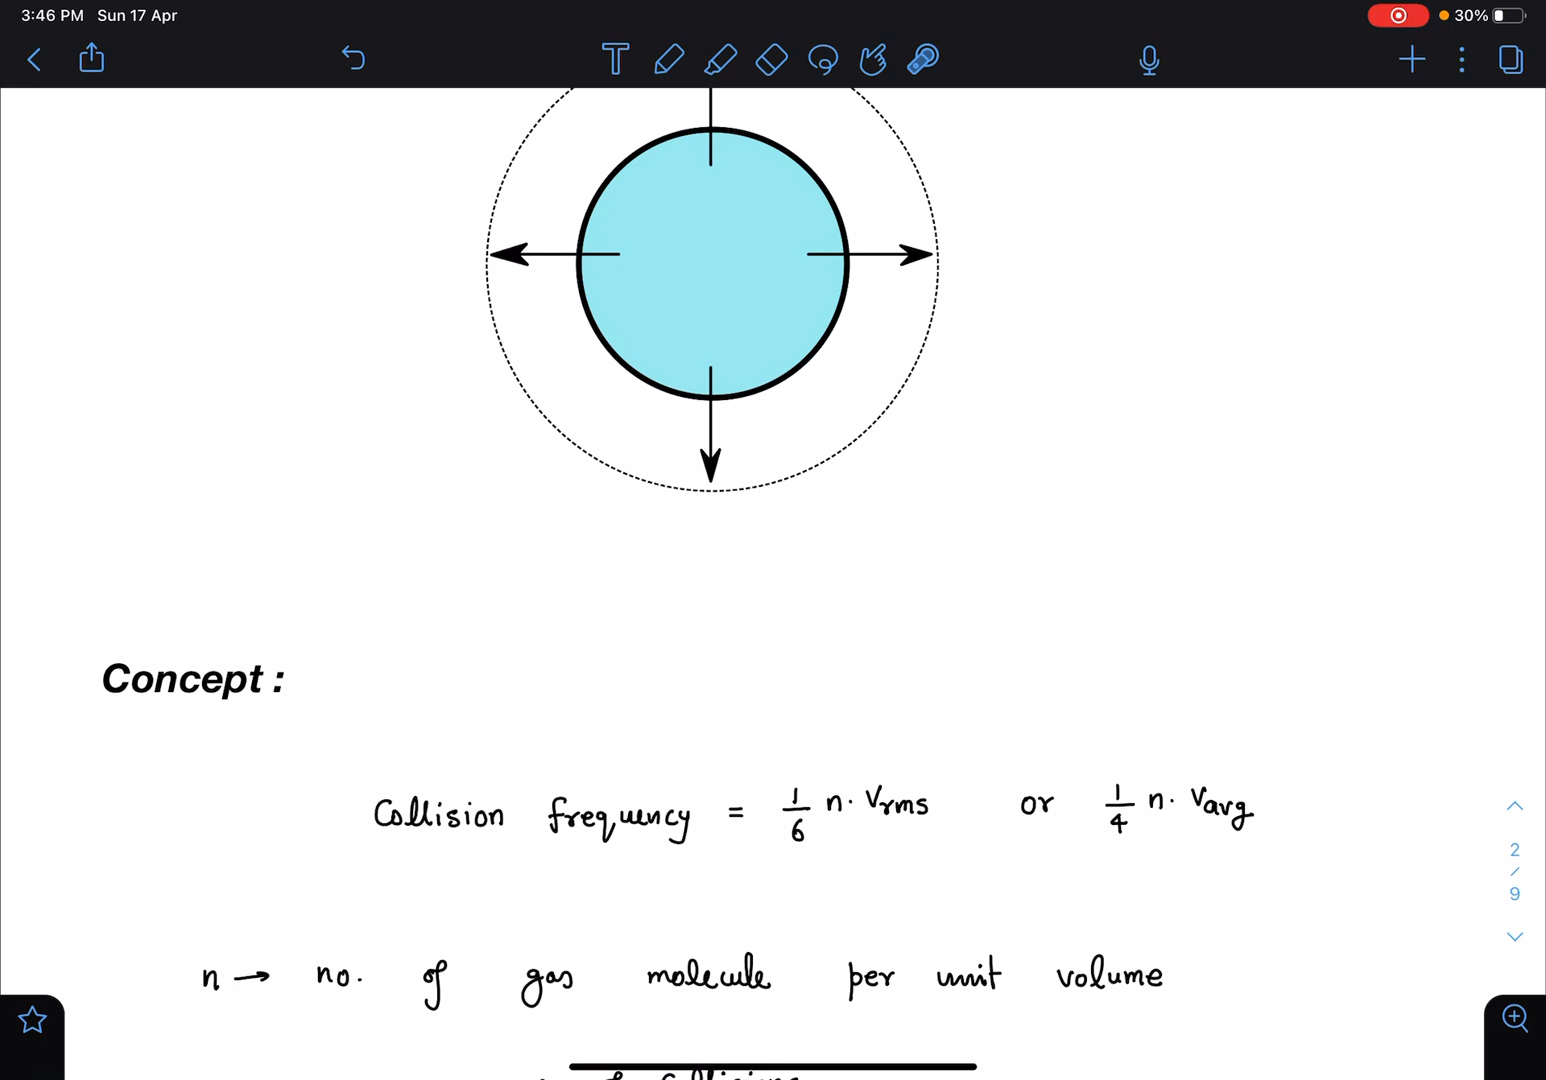 3:46 PM Sun 17 Apr
30%
Concept :
Collision frequency = 1/6 n. Vrms or 1/4 n. Vavg
2
/
9
n → no. of gas molecule per unit volume